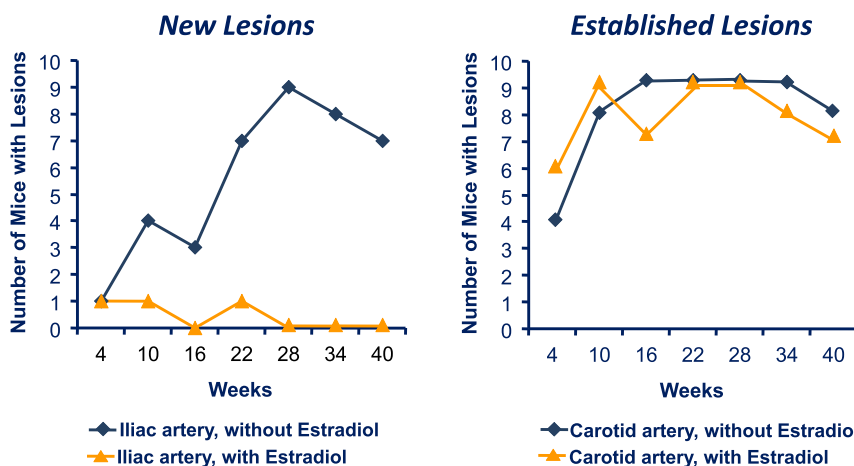 New Lesions
Number of Mice with Lesions
10
9
8
7
6
5
4
3
2
1
0
4 10 16 22 28 34 40
Weeks
Iliac artery, without Estradiol
Iliac artery, with Estradiol
Established Lesions
Number of Mice with Lesions
10
9
8
7
6
5
4
3
2
1
0
4 10 16 22 28 34 40
Weeks
Carotid artery, without Estradio
Carotid artery, with Estradiol